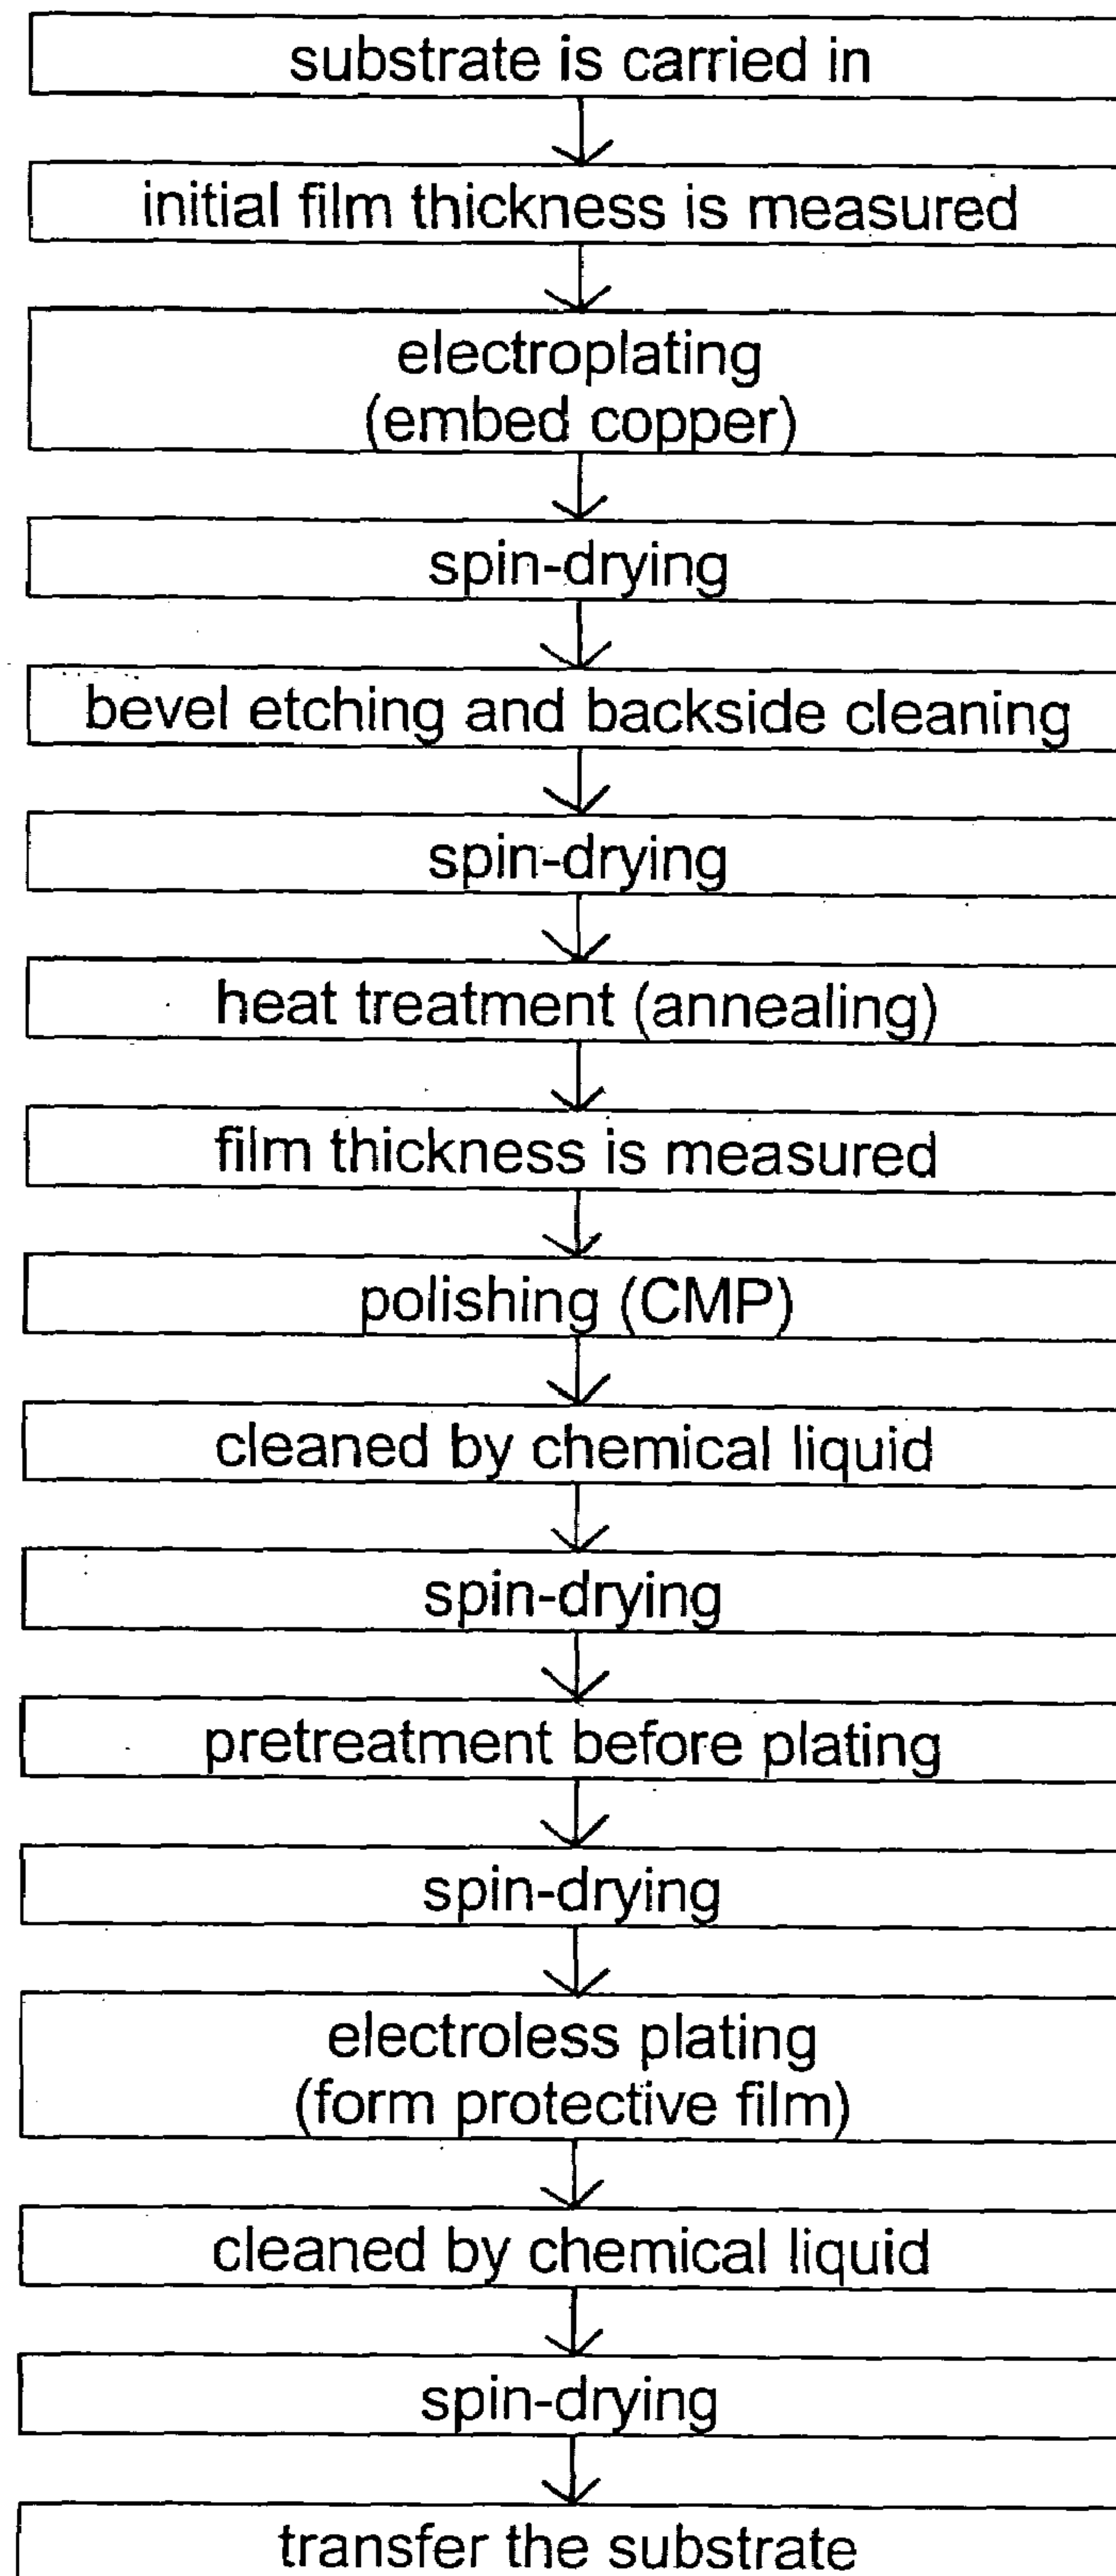 substrate is carried in
initial film thickness is measured
electroplating
(embed copper)
spin-drying
bevel etching and backside cleaning
spin-drying
heat treatment (annealing)
film thickness is measured
polishing (CMP)
cleaned by chemical liquid
spin-drying
pretreatment before plating
spin-drying
electroless plating
(form protective film)
cleaned by chemical liquid
spin-drying
transfer the substrate